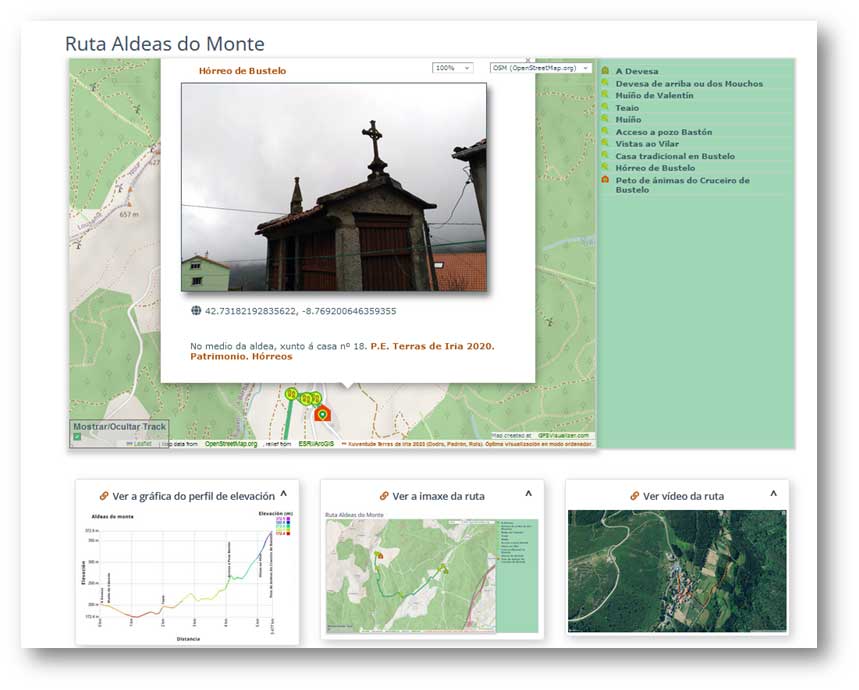 Ruta Aldeas do Monte
Hórreo de Bustelo
100%
OSM (OpenStreetMap.org)
A Devesa
Devesa de arriba ou dos Mouchos
Huiño de Valentín
Teaio
Huiño
Acceso a pozo Bastón
Vistas ao Vilar
Casa tradicional en Bustelo
Hórreo de Bustelo
Peto de ánimas do Cruceiro de
Bustelo
657 m
42.73182192835622, -8.769200646359355
No medio da aldea, xunto á casa nº 18. P.E. Terras de Iria 2020.
Patrimonio. Hórreos
Mostrar/Ocultar Track
Map created at GPSVisualizer.com
Leaflet | Map data from OpenStreetMap.org, relief from ESRI/ArcGIS
Xuventude Terras de Iria 2020 (Dodro, Padrón, Rois). Óptima visualización en modo ordenador.
Ver a gráfica do perfil de elevación ^
Ver a imaxe da ruta ^
Ver vídeo da ruta ^
Aldeas do monte
Elevación (m)
Elevación
Distancia
Ruta Aldeas do Monte